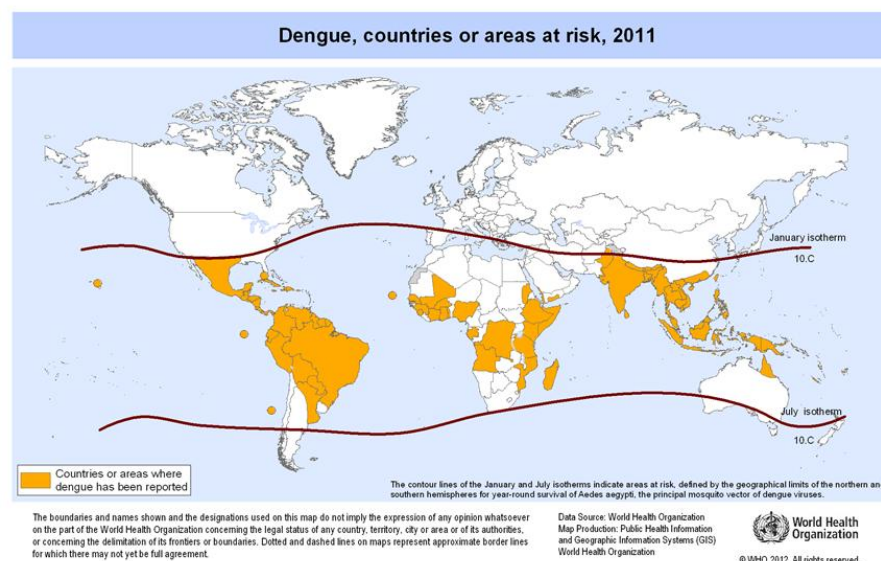 Dengue, countries or areas at risk, 2011
January isotherm
10.C
July isotherm
10.C
Countries or areas where
dengue has been reported
The contour lines of the January and July isotherms indicate areas at risk, defined by the geographical limits of the northern an
southern hemispheres for year-round survival of Aedes aegypti, the principal mosquito vector of dengue viruses.
The boundaries and names shown and the designations used on this map do not imply the expression of any opinion whatsoever
on the part of the World Health Organization concerning the legal status of any country, territory, city or area or of its authorities,
or concerning the delimitation of its frontiers or boundaries. Dotted and dashed lines on maps represent approximate border lines
for which there may not yet be full agreement.
Data Source: World Health Organization
Map Production: Public Health Information
and Geographic Information Systems (GIS)
World Health Organization
World Health
Organization
© WHO 2012. All rights reserved